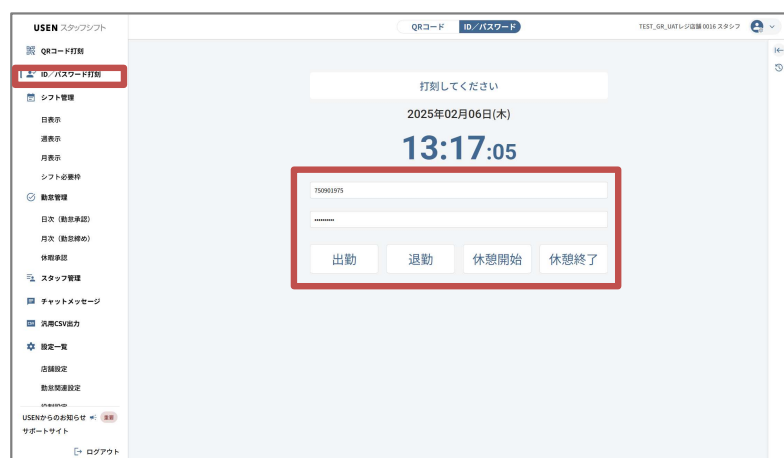 USEN スタッフシフト
QRコード
ID／パスワード
TEST_GR_UATレジ店舗 0016 スタシフ
QRコード打刻
ID／パスワード打刻
シフト管理
日表示
週表示
月表示
シフト必要枠
勤怠管理
日次（勤怠承認）
月次（勤怠締め）
休暇承認
スタッフ管理
チャットメッセージ
汎用CSV出力
設定一覧
店舗設定
勤怠関連設定
USENからのお知らせ
重要
サポートサイト
ログアウト
打刻してください
2025年02月06日(木)
13:17:05
750901975
••••••••••
出勤
退勤
休憩開始
休憩終了